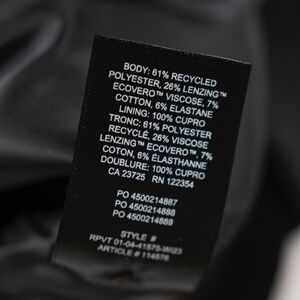 BODY: 61% RECYCLED
POLYESTER, 26% LENZING™
ECOVERO™ VISCOSE, 7%
COTTON, 6% ELASTANE
LINING: 100% CUPRO
TRONC: 61% POLYESTER
RECYCLÉ, 26% VISCOSE
LENZING™ ECOVERO™, 7%
COTON, 6% ÉLASTHANNE
DOUBLURE: 100% CUPRO
CA 23725 RN 122354
PO 4500214887
PO 4500214888
PO 4500214889
STYLE #
RPVT 01-04-41575-WI23
ARTICLE # 114578